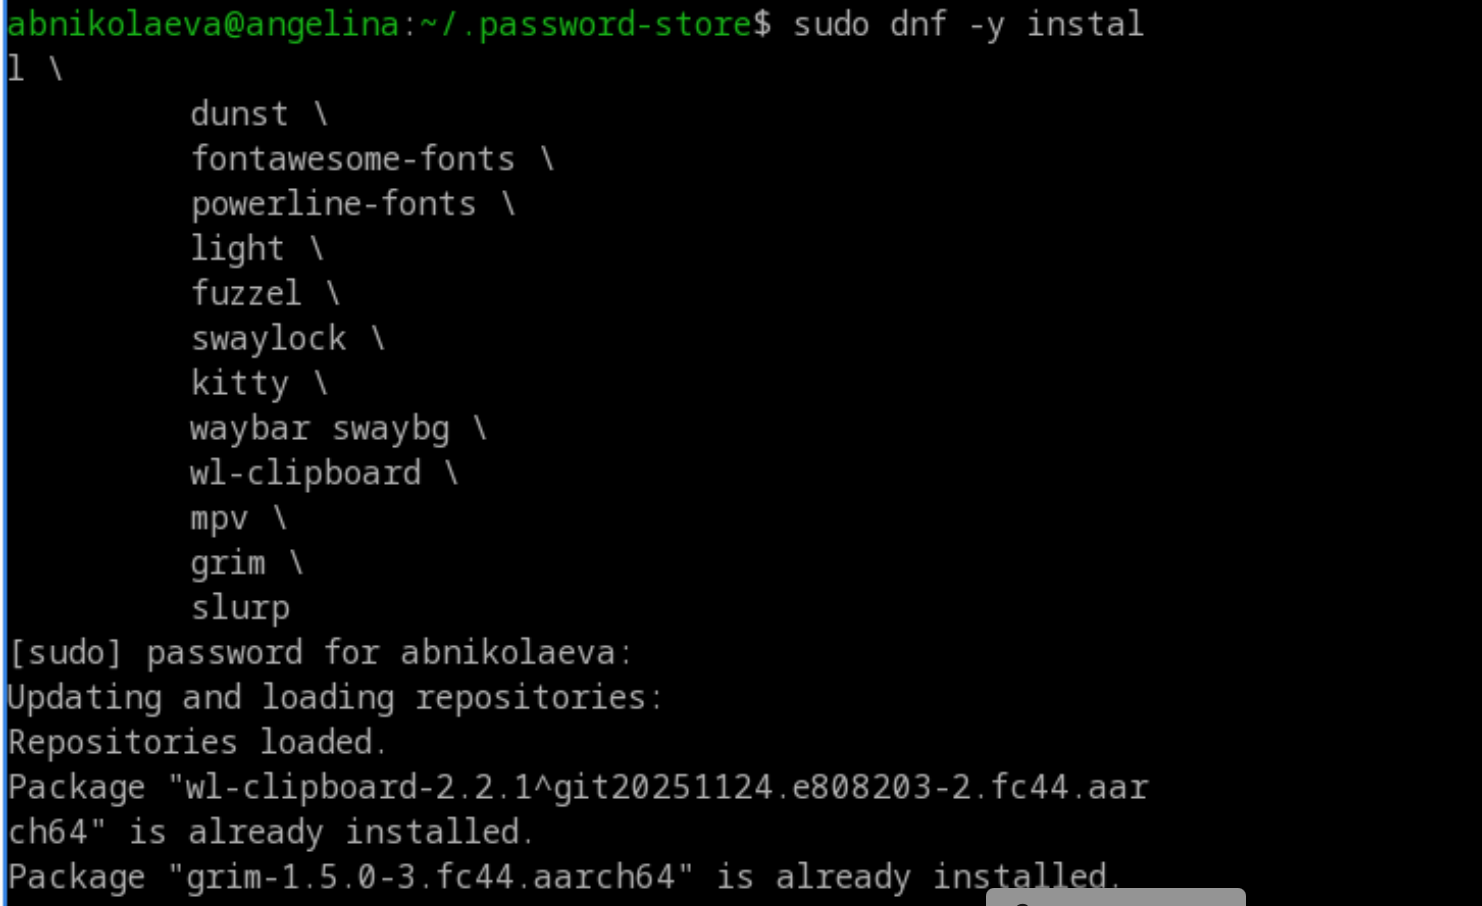 abnikolaeva@angelina:~/.password-store$ sudo dnf -y instal
l \
dunst \
fontawesome-fonts \
powerline-fonts \
light \
fuzzel \
swaylock \
kitty \
waybar swaybg \
wl-clipboard \
mpv \
grim \
slurp
[sudo] password for abnikolaeva:
Updating and loading repositories:
Repositories loaded.
Package "wl-clipboard-2.2.1^git20251124.e808203-2.fc44.aar
ch64" is already installed.
Package "grim-1.5.0-3.fc44.aarch64" is already installed.